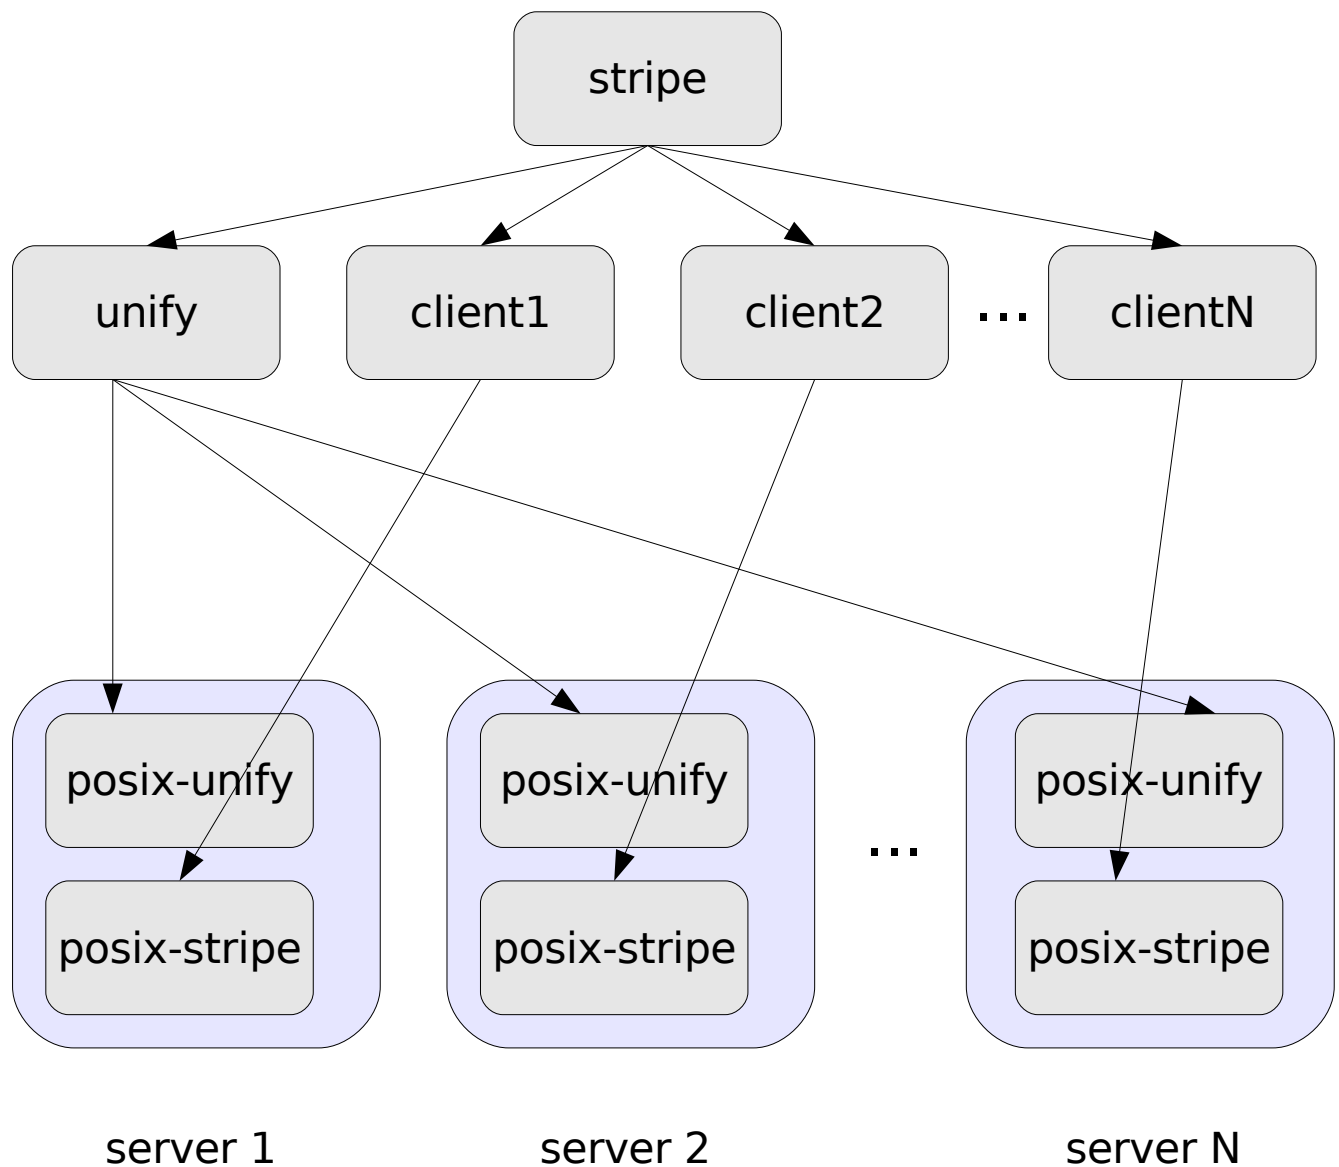 stripe
unify
client1
client2
...
clientN
posix-unify
posix-unify
posix-unify
...
posix-stripe
posix-stripe
posix-stripe
server 1
server 2
server N